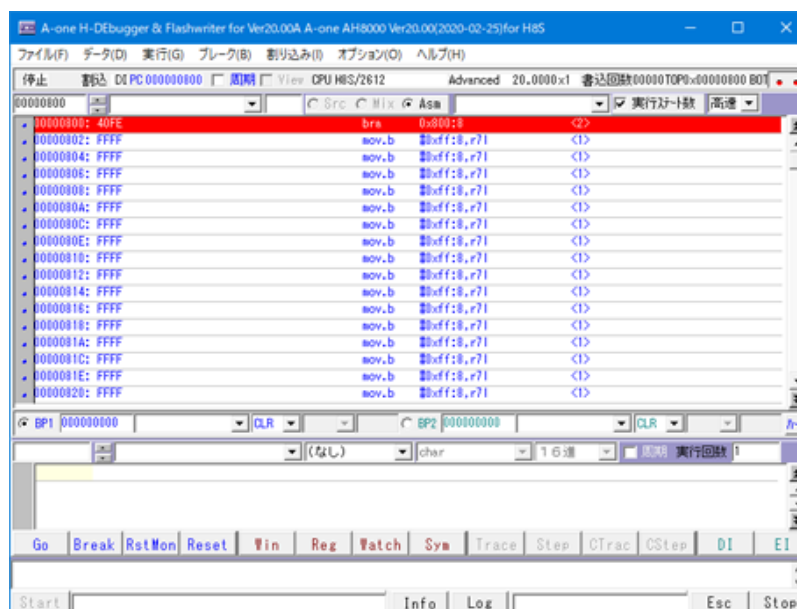 A-one H-DEbugger & Flashwriter for Ver20.00A A-one AH8000 Ver20.00(2020-02-25)for H8S
ファイル(F) データ(D) 実行(G) ブレーク(B) 割り込み(I) オプション(O) ヘルプ(H)
停止 割込 DI PC 000000800 周期 View CPU H8S/2612 Advanced 20.0000x1 書込回数00000TOP0x00000800 BOT
00000800 Src Mix Asm 実行ステート数 高速
00000800: 40FE bra 0x800:8 <2>
00000802: FFFF mov.b #0xff:8,r7l <1>
00000804: FFFF mov.b #0xff:8,r7l <1>
00000806: FFFF mov.b #0xff:8,r7l <1>
00000808: FFFF mov.b #0xff:8,r7l <1>
0000080A: FFFF mov.b #0xff:8,r7l <1>
0000080C: FFFF mov.b #0xff:8,r7l <1>
0000080E: FFFF mov.b #0xff:8,r7l <1>
00000810: FFFF mov.b #0xff:8,r7l <1>
00000812: FFFF mov.b #0xff:8,r7l <1>
00000814: FFFF mov.b #0xff:8,r7l <1>
00000816: FFFF mov.b #0xff:8,r7l <1>
00000818: FFFF mov.b #0xff:8,r7l <1>
0000081A: FFFF mov.b #0xff:8,r7l <1>
0000081C: FFFF mov.b #0xff:8,r7l <1>
0000081E: FFFF mov.b #0xff:8,r7l <1>
00000820: FFFF mov.b #0xff:8,r7l <1>
BP1 000000000 CLR BP2 000000000 CLR
(なし) char 16進 周期 実行回数 1
Go Break RstMon Reset Win Reg Watch Sym Trace Step CTrac CStep DI EI
Start Info Log Esc Stop